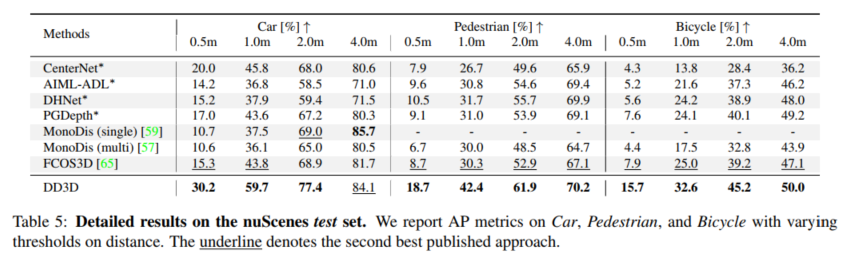 Methods Car [%] ↑ Pedestrian [%] ↑ Bicycle [%] ↑
0.5m 1.0m 2.0m 4.0m 0.5m 1.0m 2.0m 4.0m 0.5m 1.0m 2.0m 4.0m
CenterNet* 20.0 45.8 68.0 80.6 7.9 26.7 49.6 65.9 4.3 13.8 28.4 36.2
AIML-ADL* 14.2 36.8 58.5 71.0 9.6 30.8 54.6 69.4 5.2 21.6 37.3 46.2
DHNet* 15.2 37.9 59.4 71.5 10.5 31.7 55.7 69.9 5.6 24.2 38.9 48.0
PGDepth* 17.0 43.6 67.2 80.3 9.1 31.0 53.9 69.1 7.6 24.1 40.1 49.2
MonoDis (single) [59] 10.7 37.5 69.0 85.7 - - - - - - - -
MonoDis (multi) [57] 10.6 36.1 65.0 80.5 6.7 30.0 48.5 64.7 4.4 17.5 32.8 43.9
FCOS3D [65] 15.3 43.8 68.9 81.7 8.7 30.3 52.9 67.1 7.9 25.0 39.2 47.1
DD3D 30.2 59.7 77.4 84.1 18.7 42.4 61.9 70.2 15.7 32.6 45.2 50.0
Table 5: Detailed results on the nuScenes test set. We report AP metrics on Car, Pedestrian, and Bicycle with varying
thresholds on distance. The underline denotes the second best published approach.